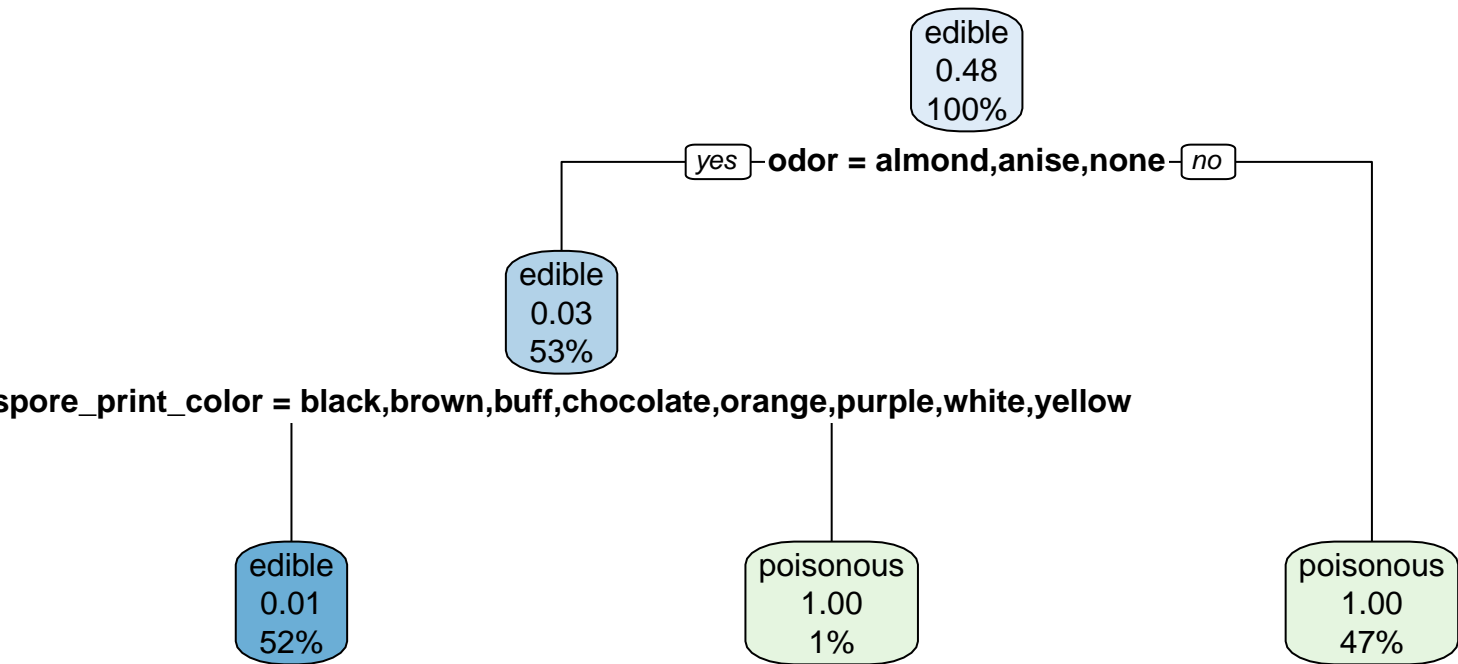 edible
0.48
100%
yes odor = almond,anise,none no
edible
0.03
53%
spore_print_color = black,brown,buff,chocolate,orange,purple,white,yellow
edible
0.01
52%
poisonous
1.00
1%
poisonous
1.00
47%